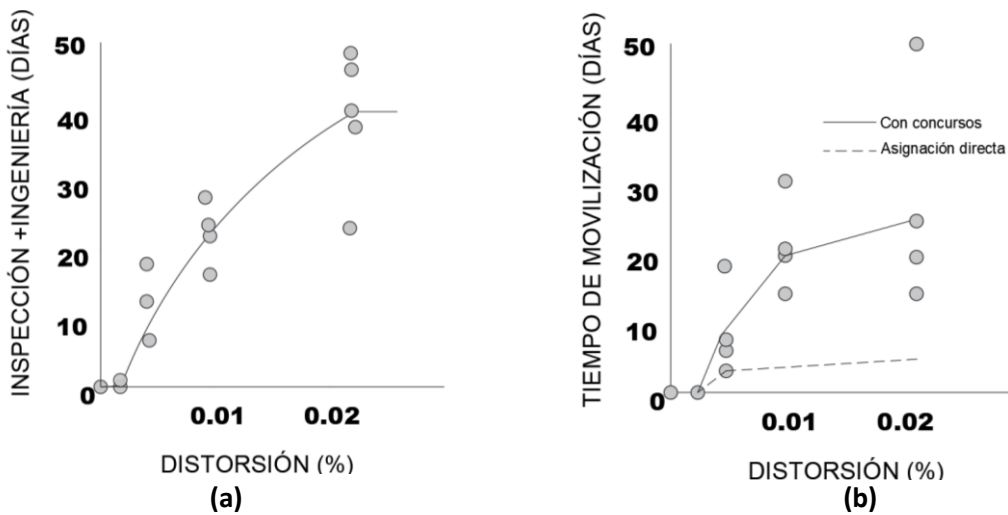 INSPECCIÓN +INGENIERÍA (DÍAS)
50
40
30
20
10
0
0.01
0.02
DISTORSIÓN (%)
(a)
TIEMPO DE MOVILIZACIÓN (DÍAS)
50
40
30
20
10
0
Con concursos
Asignación directa
0.01
0.02
DISTORSIÓN (%)
(b)